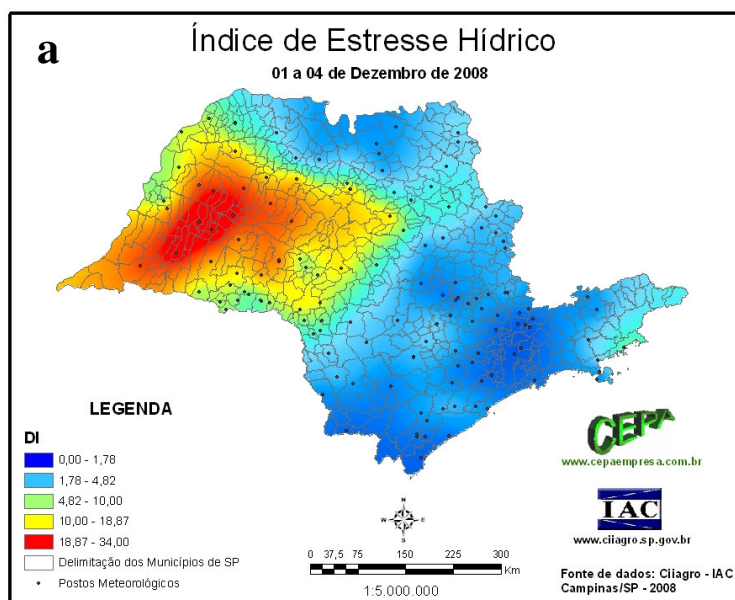 a
Índice de Estresse Hídrico
01 a 04 de Dezembro de 2008
LEGENDA
DI
0,00 - 1,78
1,78 - 4,82
4,82 - 10,00
10,00 - 18,87
18,87 - 34,00
Delimitação dos Municípios de SP
Postos Meteorológicos
N
W E
S
0 37,5 75 150 225 300
Km
1:5.000.000
CEPA
www.cepaempresa.com.br
IAC
www.ciiagro.sp.gov.br
Fonte de dados: Ciiagro - IAC
Campinas/SP - 2008